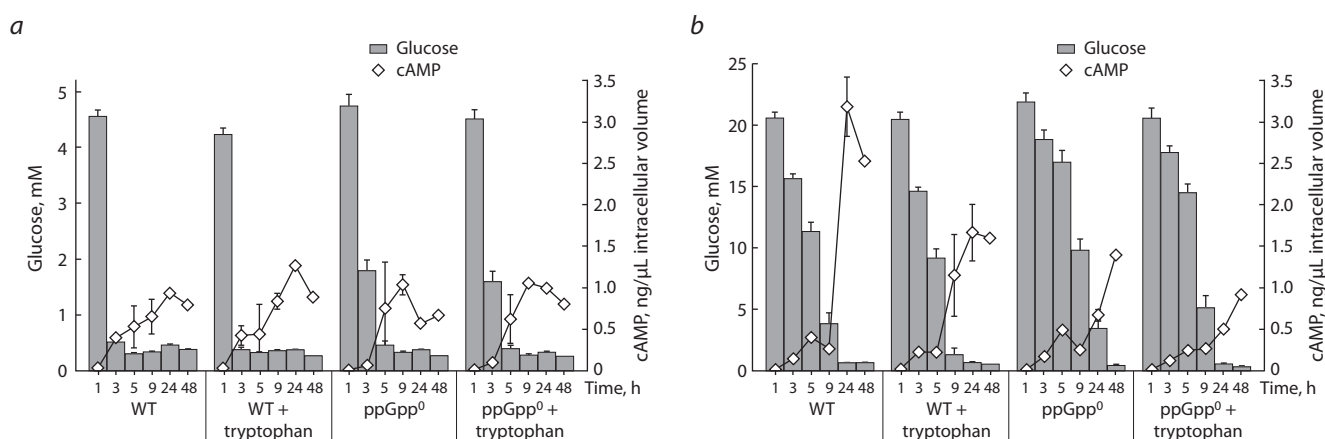 a
Glucose
cAMP
Glucose, mM
5
4
3
2
1
0
3.5
3.0
2.5
2.0
1.5
1.0
0.5
0
cAMP, ng/μL intracellular volume
1 3 5 9 24 48 1 3 5 9 24 48 1 3 5 9 24 48 1 3 5 9 24 48 Time, h
WT WT + ppGpp⁰ ppGpp⁰ +
tryptophan tryptophan
b
Glucose
cAMP
Glucose, mM
25
20
15
10
5
0
3.5
3.0
2.5
2.0
1.5
1.0
0.5
0
cAMP, ng/μL intracellular volume
1 3 5 9 24 48 1 3 5 9 24 48 1 3 5 9 24 48 1 3 5 9 24 48 Time, h
WT WT + ppGpp⁰ ppGpp⁰ +
tryptophan tryptophan